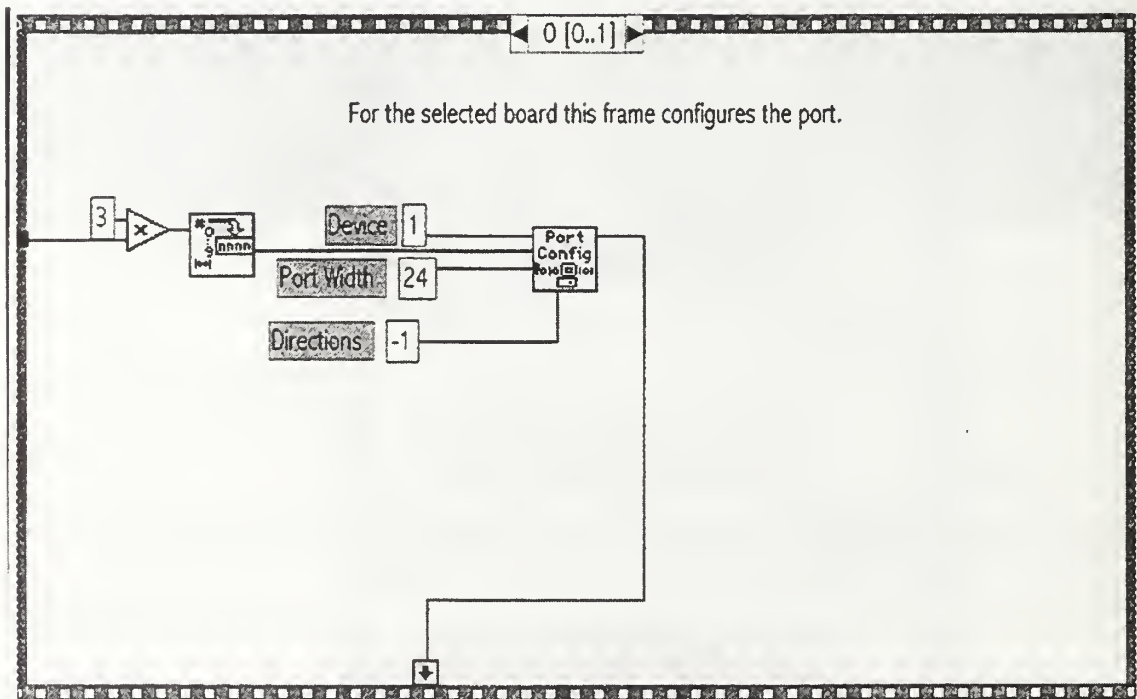 0 [0..1]
For the selected board this frame configures the port.
3
x
Device 1
Port Width 24
Directions -1
nnnn
Port
Config